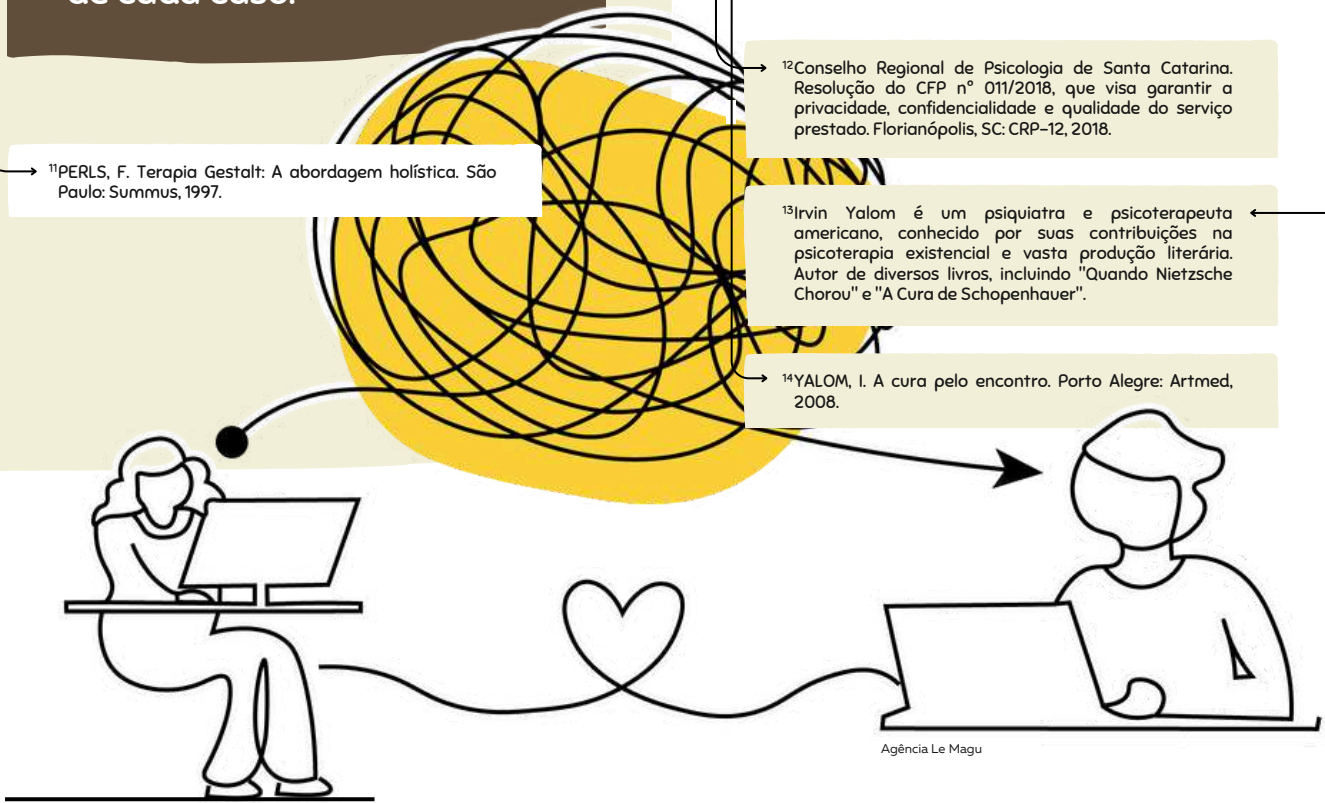 de cada caso.
¹¹PERLS, F. Terapia Gestalt: A abordagem holística. São
Paulo: Summus, 1997.
¹²Conselho Regional de Psicologia de Santa Catarina.
Resolução do CFP n° 011/2018, que visa garantir a
privacidade, confidencialidade e qualidade do serviço
prestado. Florianópolis, SC: CRP-12, 2018.
¹³Irvin Yalom é um psiquiatra e psicoterapeuta
americano, conhecido por suas contribuições na
psicoterapia existencial e vasta produção literária.
Autor de diversos livros, incluindo "Quando Nietzsche
Chorou" e "A Cura de Schopenhauer".
¹⁴YALOM, I. A cura pelo encontro. Porto Alegre: Artmed,
2008.
Agência Le Magu